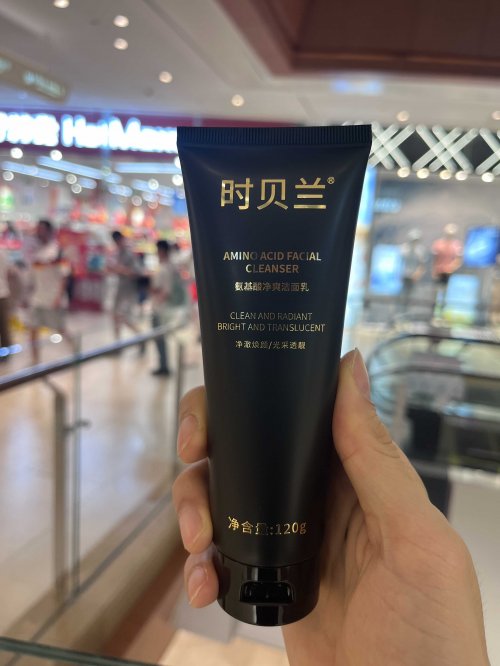 时贝兰®
AMINO ACID FACIAL
CLEANSER
氨基酸净爽洁面乳
CLEAN AND RADIANT
BRIGHT AND TRANSLUCENT
净澈焕颜/光采透靓
净含量:120g